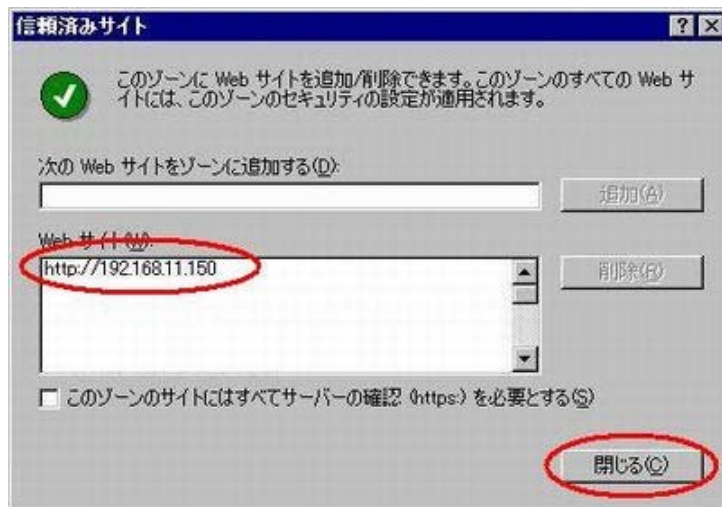 信頼済みサイト
このゾーンに Web サイトを追加/削除できます。このゾーンのすべての Web サ
イトには、このゾーンのセキュリティの設定が適用されます。
次の Web サイトをゾーンに追加する(D):
追加(A)
Web サイト(W):
http://192.168.11.150
削除(R)
このゾーンのサイトにはすべてサーバーの確認 (https:) を必要とする(S)
閉じる(C)